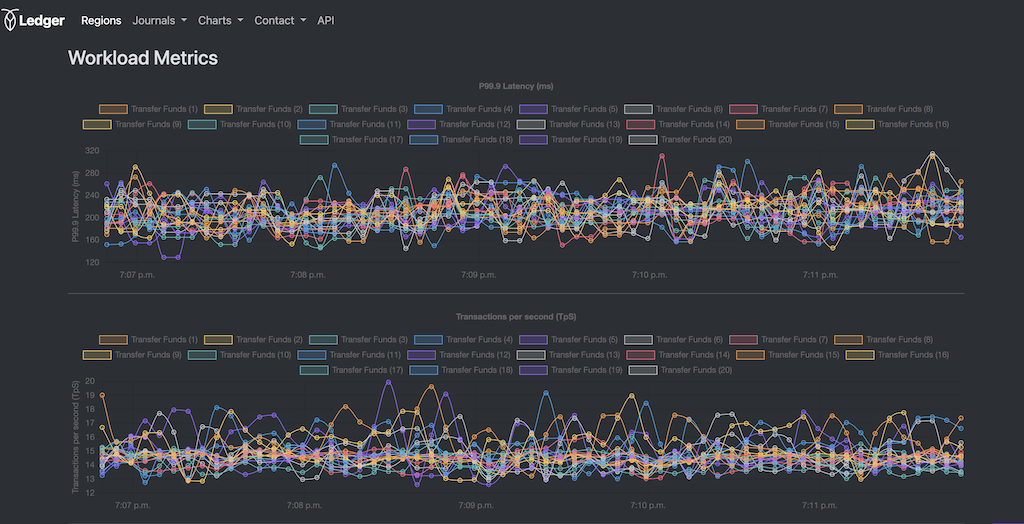 Ledger Regions Journals Charts Contact API
Workload Metrics
P99.9 Latency (ms)
Transfer Funds (1) Transfer Funds (2) Transfer Funds (3) Transfer Funds (4) Transfer Funds (5) Transfer Funds (6) Transfer Funds (7) Transfer Funds (8)
Transfer Funds (9) Transfer Funds (10) Transfer Funds (11) Transfer Funds (12) Transfer Funds (13) Transfer Funds (14) Transfer Funds (15) Transfer Funds (16)
Transfer Funds (17) Transfer Funds (18) Transfer Funds (19) Transfer Funds (20)
P99.9 Latency (ms)
320
280
240
200
160
120
7:07 p.m. 7:08 p.m. 7:09 p.m. 7:10 p.m. 7:11 p.m.
Transactions per second (TpS)
Transfer Funds (1) Transfer Funds (2) Transfer Funds (3) Transfer Funds (4) Transfer Funds (5) Transfer Funds (6) Transfer Funds (7) Transfer Funds (8)
Transfer Funds (9) Transfer Funds (10) Transfer Funds (11) Transfer Funds (12) Transfer Funds (13) Transfer Funds (14) Transfer Funds (15) Transfer Funds (16)
Transfer Funds (17) Transfer Funds (18) Transfer Funds (19) Transfer Funds (20)
Transactions per second (TpS)
20
19
18
17
16
15
14
13
12
7:07 p.m. 7:08 p.m. 7:09 p.m. 7:10 p.m. 7:11 p.m.